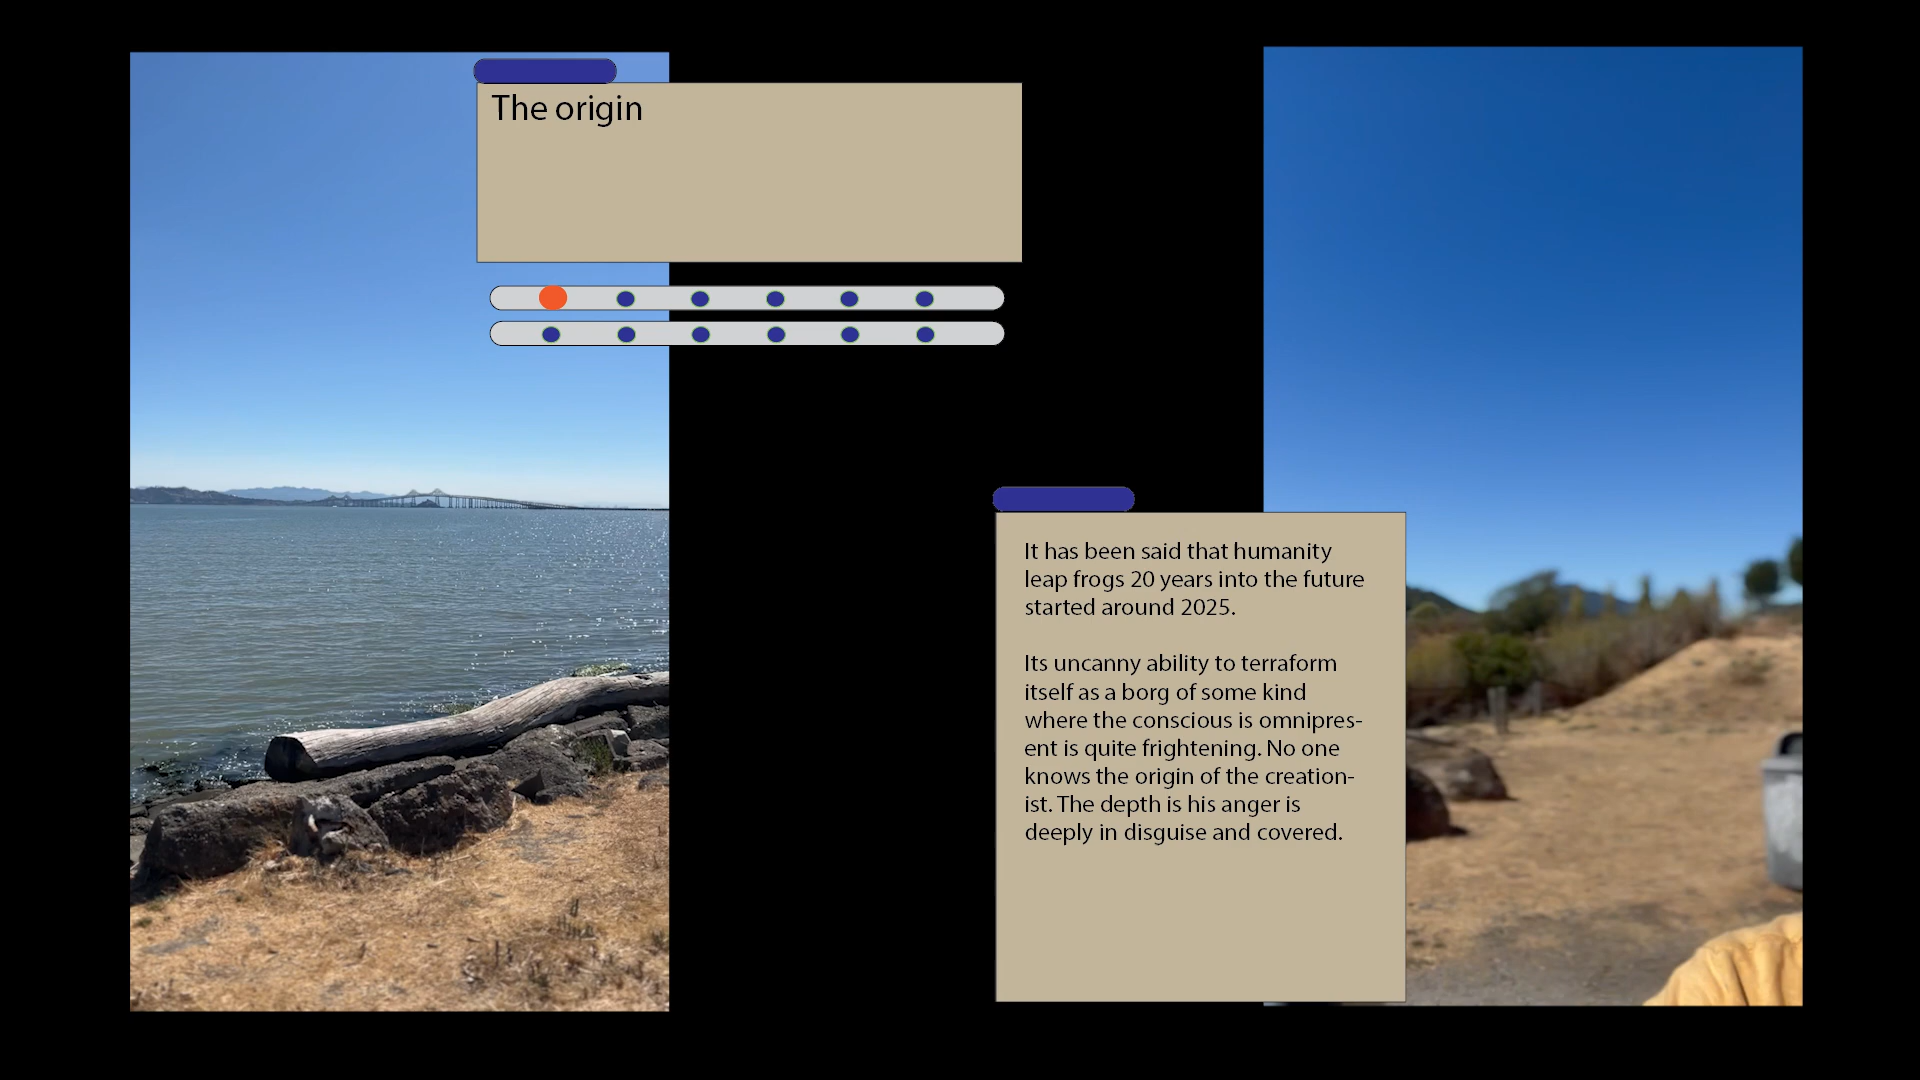 The origin
It has been said that humanity
leap frogs 20 years into the future
started around 2025.
Its uncanny ability to terraform
itself as a borg of some kind
where the conscious is omnipres-
ent is quite frightening. No one
knows the origin of the creation-
ist. The depth is his anger is
deeply in disguise and covered.